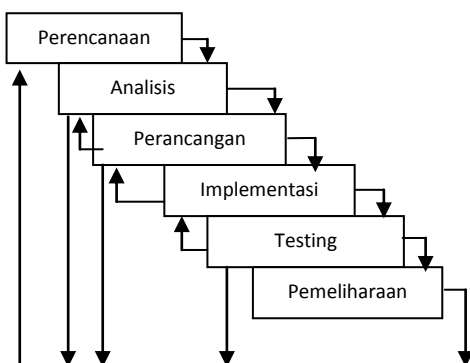 Perencanaan
Analisis
Perancangan
Implementasi
Testing
Pemeliharaan